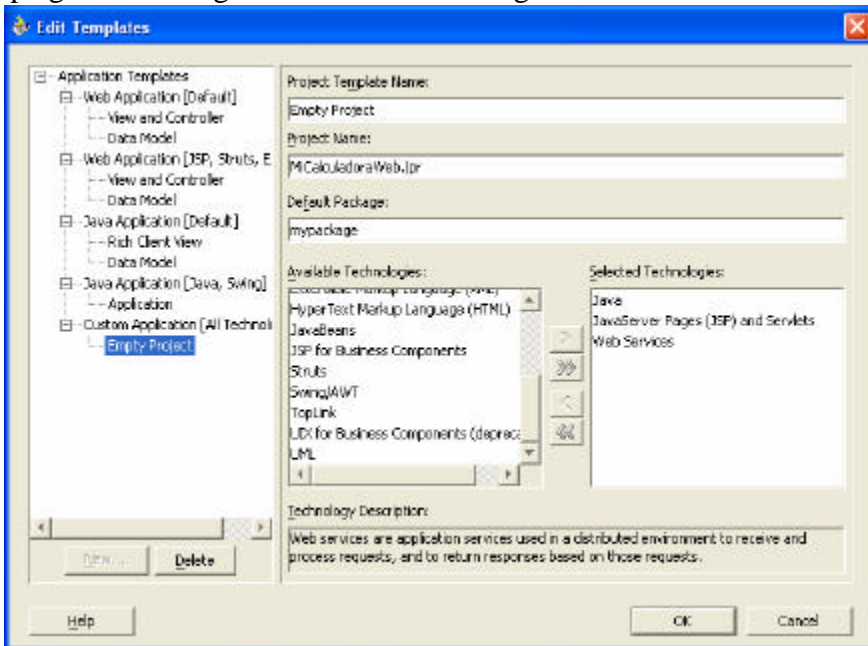 Edit Templates
Application Templates
Web Application [Default]
View and Controller
Data Model
Web Application [JSP, Struts, E
View and Controller
Data Model
Java Application [Default]
Rich Client View
Data Model
Java Application [Java, Swing]
Application
Custom Application [All Technol
Empty Project
New...
Delete
Project Template Name:
Empty Project
Project Name:
MiCalculadoraWeb.jpr
Default Package:
mypackage
Available Technologies:
Extensible Markup Language (XML)
HyperText Markup Language (HTML)
JavaBeans
JSP for Business Components
Struts
Swing/AWT
TopLink
UIX for Business Components (depreca
UML
>
>>
<
<<
Selected Technologies:
Java
JavaServer Pages (JSP) and Servlets
Web Services
Technology Description:
Web services are application services used in a distributed environment to receive and
process requests, and to return responses based on those requests.
Help
OK
Cancel